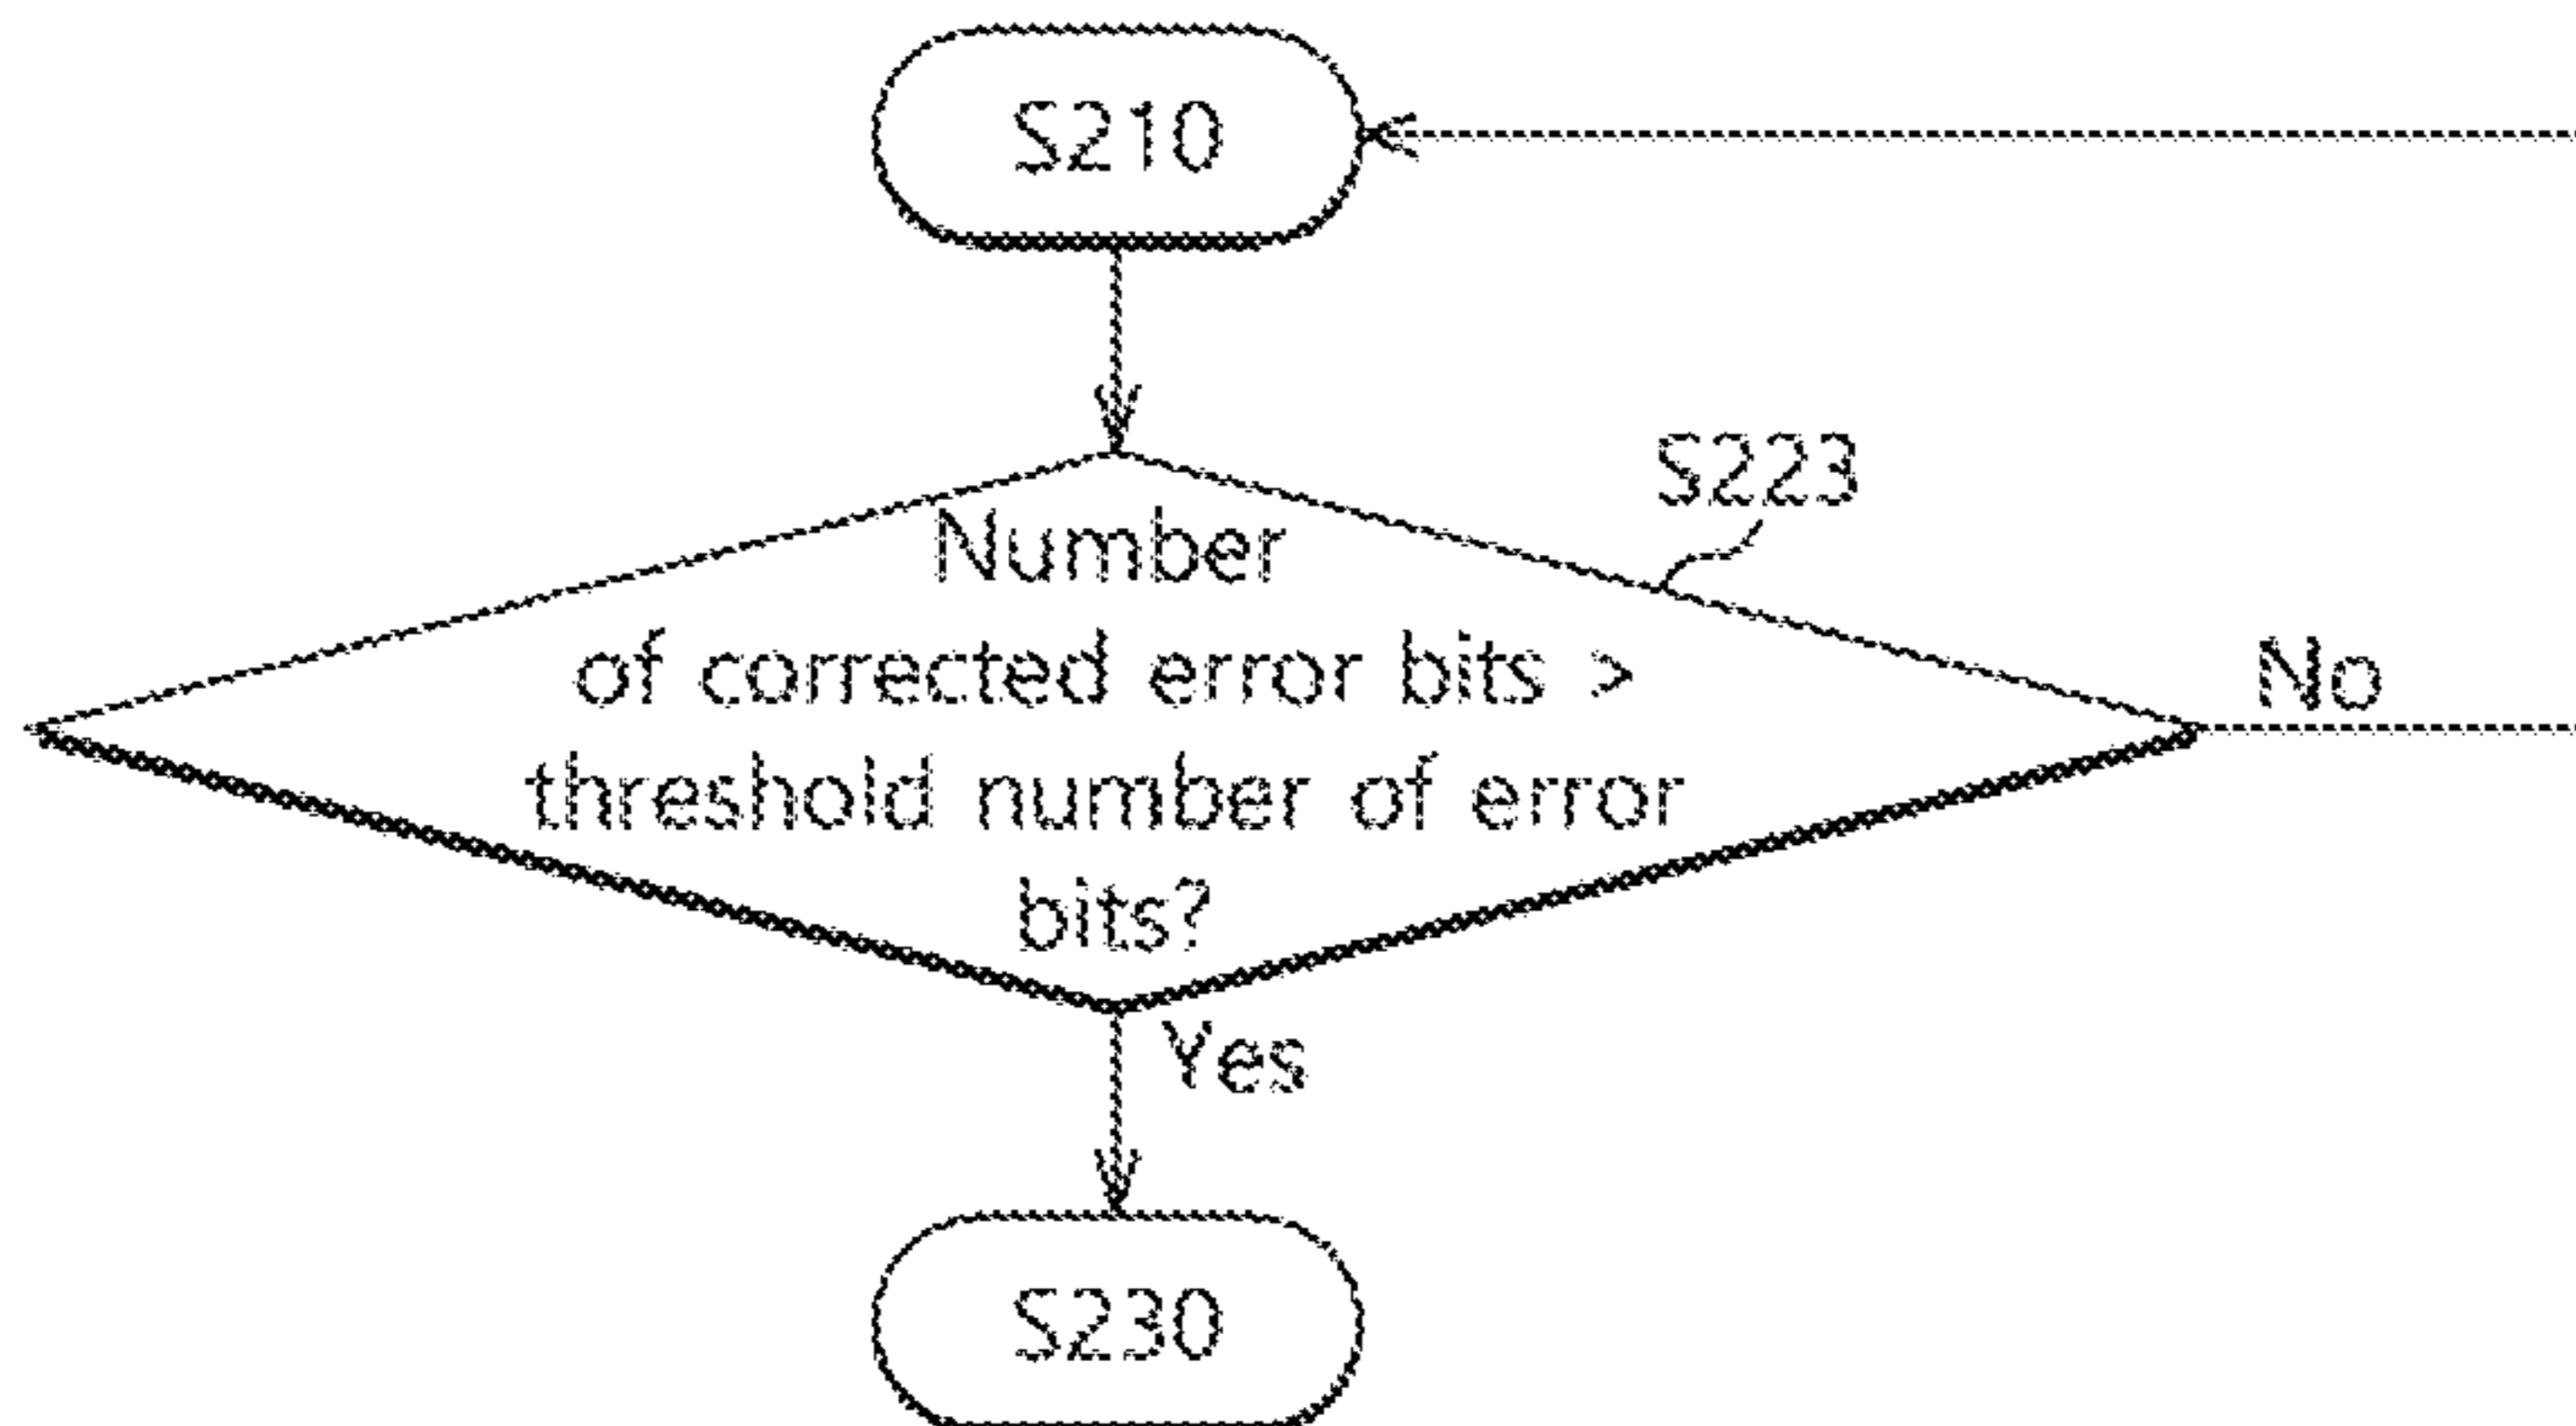 S210
S223
Number
of corrected error bits >
threshold number of error
bits?
No
Yes
S230